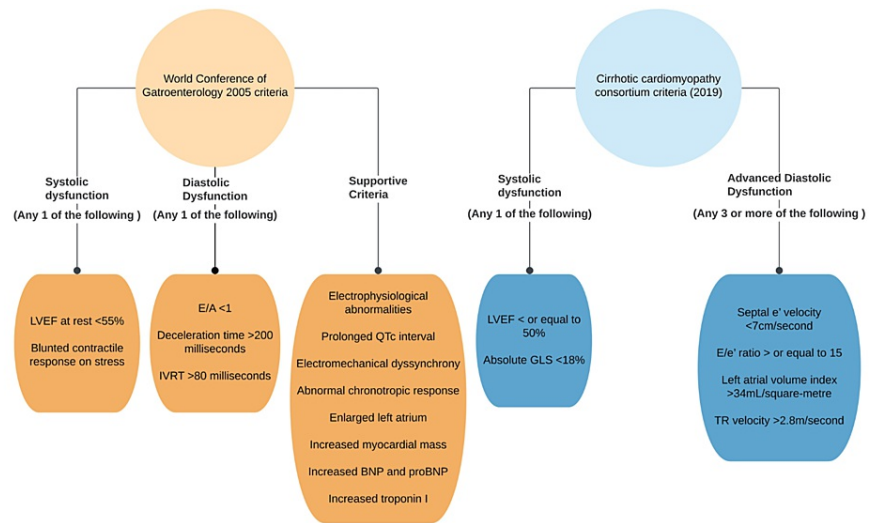 World Conference of
Gatroenterology 2005 criteria
Systolic
dysfunction
(Any 1 of the following )
LVEF at rest <55%
Blunted contractile
response on stress
Diastolic
Dysfunction
(Any 1 of the following)
E/A <1
Deceleration time >200
milliseconds
IVRT >80 milliseconds
Supportive
Criteria
Electrophysiological
abnormalities
Prolonged QTc interval
Electromechanical dyssynchrony
Abnormal chronotropic response
Enlarged left atrium
Increased myocardial mass
Increased BNP and proBNP
Increased troponin I
Cirrhotic cardiomyopathy
consortium criteria (2019)
Systolic
dysfunction
(Any 1 of the following)
LVEF < or equal to
50%
Absolute GLS <18%
Advanced Diastolic
Dysfunction
(Any 3 or more of the following )
Septal e' velocity
<7cm/second
E/e' ratio > or equal to 15
Left atrial volume index
>34mL/square-metre
TR velocity >2.8m/second